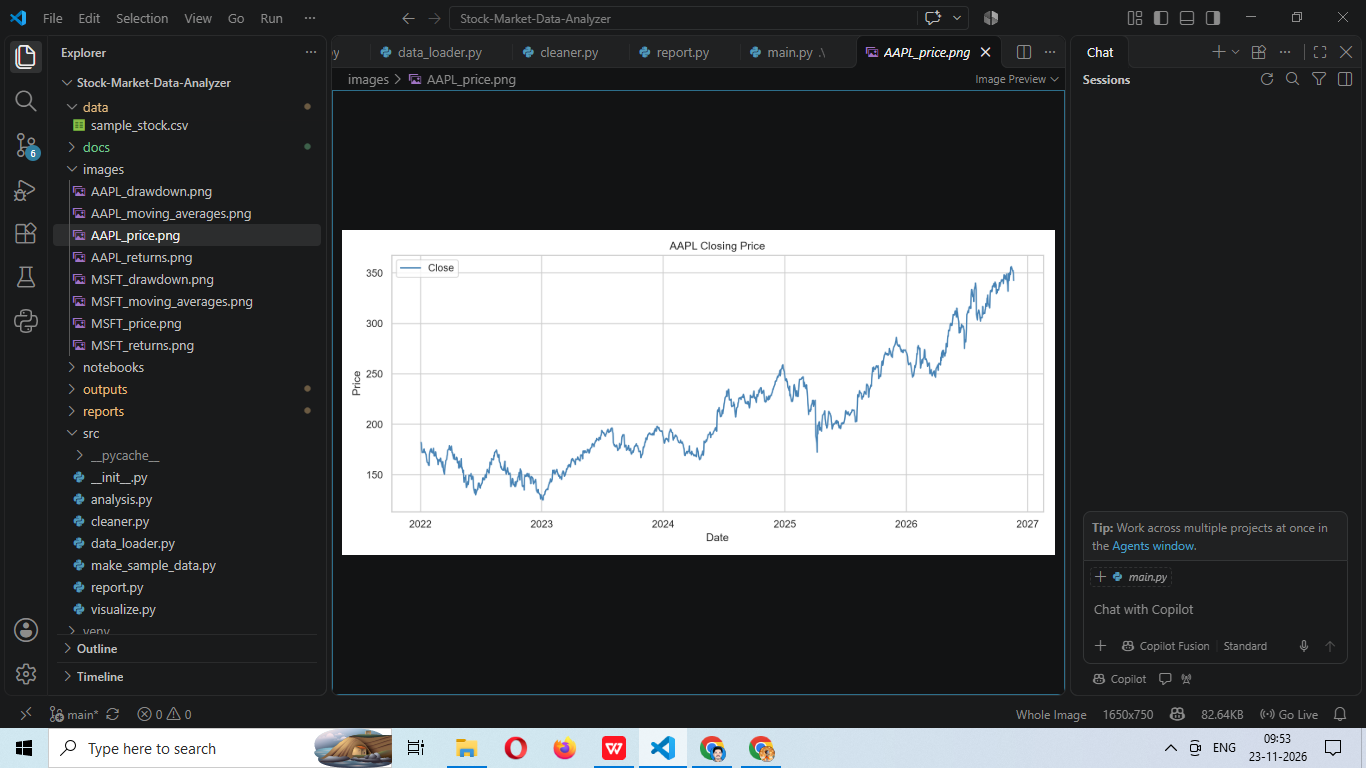 File Edit Selection View Go Run ··· Stock-Market-Data-Analyzer
Explorer
Stock-Market-Data-Analyzer
data
sample_stock.csv
docs
images
AAPL_drawdown.png
AAPL_moving_averages.png
AAPL_price.png
AAPL_returns.png
MSFT_drawdown.png
MSFT_moving_averages.png
MSFT_price.png
MSFT_returns.png
notebooks
outputs
reports
src
__pycache__
__init__.py
analysis.py
cleaner.py
data_loader.py
make_sample_data.py
report.py
visualize.py
venv
Outline
Timeline
6
y data_loader.py cleaner.py report.py main.py .\ AAPL_price.png
images > AAPL_price.png Image Preview
AAPL Closing Price
Close
350
300
250
200
150
Price
2022 2023 2024 2025 2026 2027
Date
Chat
Sessions
Tip: Work across multiple projects at once in
the Agents window.
main.py
Chat with Copilot
Copilot Fusion Standard
Copilot
main* 0 0 Whole Image 1650x750 82.64KB Go Live
Type here to search
ENG
09:53
23-11-2026